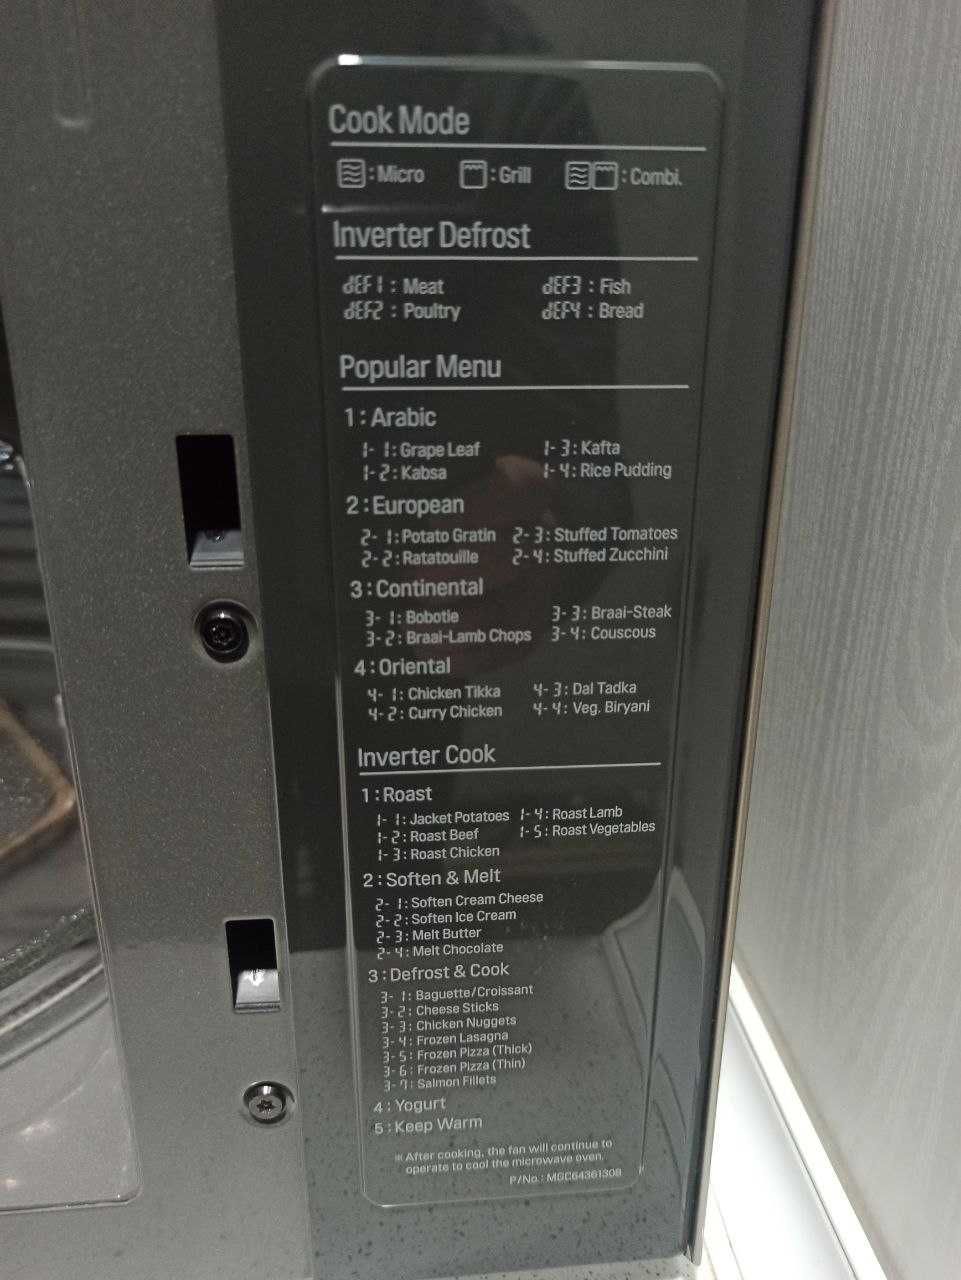 Cook Mode
: Micro : Grill : Combi.
Inverter Defrost
dEF1 : Meat dEF3 : Fish
dEF2 : Poultry dEF4 : Bread
Popular Menu
1 : Arabic
1- 1 : Grape Leaf 1- 3 : Kafta
1- 2 : Kabsa 1- 4 : Rice Pudding
2 : European
2- 1 : Potato Gratin 2- 3 : Stuffed Tomatoes
2- 2 : Ratatouille 2- 4 : Stuffed Zucchini
3 : Continental
3- 1 : Bobotie 3- 3 : Braai-Steak
3- 2 : Braai-Lamb Chops 3- 4 : Couscous
4 : Oriental
4- 1 : Chicken Tikka 4- 3 : Dal Tadka
4- 2 : Curry Chicken 4- 4 : Veg. Biryani
Inverter Cook
1 : Roast
1- 1 : Jacket Potatoes 1- 4 : Roast Lamb
1- 2 : Roast Beef 1- 5 : Roast Vegetables
1- 3 : Roast Chicken
2 : Soften & Melt
2- 1 : Soften Cream Cheese
2- 2 : Soften Ice Cream
2- 3 : Melt Butter
2- 4 : Melt Chocolate
3 : Defrost & Cook
3- 1 : Baguette/Croissant
3- 2 : Cheese Sticks
3- 3 : Chicken Nuggets
3- 4 : Frozen Lasagna
3- 5 : Frozen Pizza (Thick)
3- 6 : Frozen Pizza (Thin)
3- 7 : Salmon Fillets
4 : Yogurt
5 : Keep Warm
※ After cooking, the fan will continue to
operate to cool the microwave oven.
P/No.: MGC64361308